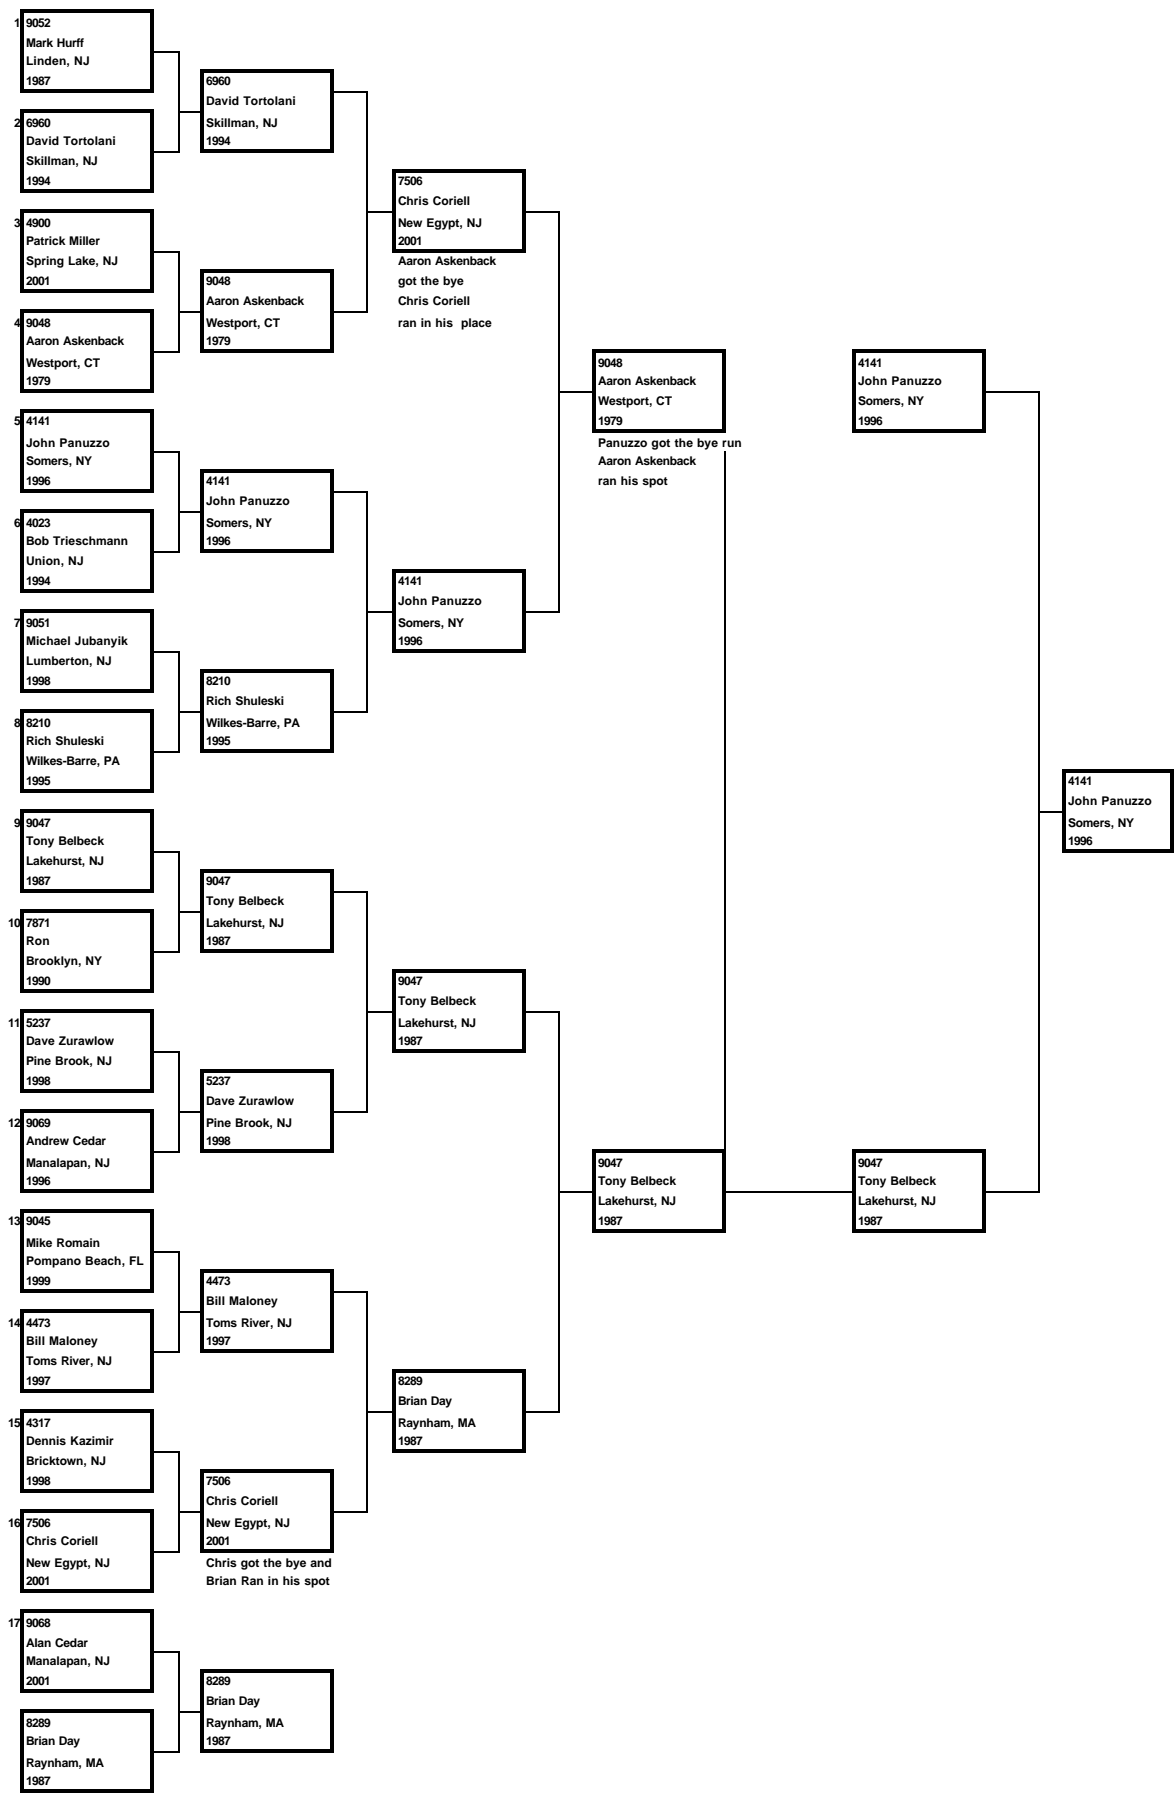 1 9052
Mark Hurff
Linden, NJ
1987
2 6960
David Tortolani
Skillman, NJ
1994
3 4900
Patrick Miller
Spring Lake, NJ
2001
4 9048
Aaron Askenback
Westport, CT
1979
5 4141
John Panuzzo
Somers, NY
1996
6 4023
Bob Trieschmann
Union, NJ
1994
7 9051
Michael Jubanyik
Lumberton, NJ
1998
8 8210
Rich Shuleski
Wilkes-Barre, PA
1995
9 9047
Tony Belbeck
Lakehurst, NJ
1987
10 7871
Ron
Brooklyn, NY
1990
11 5237
Dave Zurawlow
Pine Brook, NJ
1998
12 9069
Andrew Cedar
Manalapan, NJ
1996
13 9045
Mike Romain
Pompano Beach, FL
1999
14 4473
Bill Maloney
Toms River, NJ
1997
15 4317
Dennis Kazimir
Bricktown, NJ
1998
16 7506
Chris Coriell
New Egypt, NJ
2001
17 9068
Alan Cedar
Manalapan, NJ
2001
8289
Brian Day
Raynham, MA
1987
6960
David Tortolani
Skillman, NJ
1994
9048
Aaron Askenback
Westport, CT
1979
4141
John Panuzzo
Somers, NY
1996
8210
Rich Shuleski
Wilkes-Barre, PA
1995
9047
Tony Belbeck
Lakehurst, NJ
1987
5237
Dave Zurawlow
Pine Brook, NJ
1998
4473
Bill Maloney
Toms River, NJ
1997
7506
Chris Coriell
New Egypt, NJ
2001
Chris got the bye and
Brian Ran in his spot
8289
Brian Day
Raynham, MA
1987
7506
Chris Coriell
New Egypt, NJ
2001
Aaron Askenback
got the bye
Chris Coriell
ran in his place
4141
John Panuzzo
Somers, NY
1996
9047
Tony Belbeck
Lakehurst, NJ
1987
8289
Brian Day
Raynham, MA
1987
9048
Aaron Askenback
Westport, CT
1979
Panuzzo got the bye run
Aaron Askenback
ran his spot
9047
Tony Belbeck
Lakehurst, NJ
1987
4141
John Panuzzo
Somers, NY
1996
9047
Tony Belbeck
Lakehurst, NJ
1987
4141
John Panuzzo
Somers, NY
1996